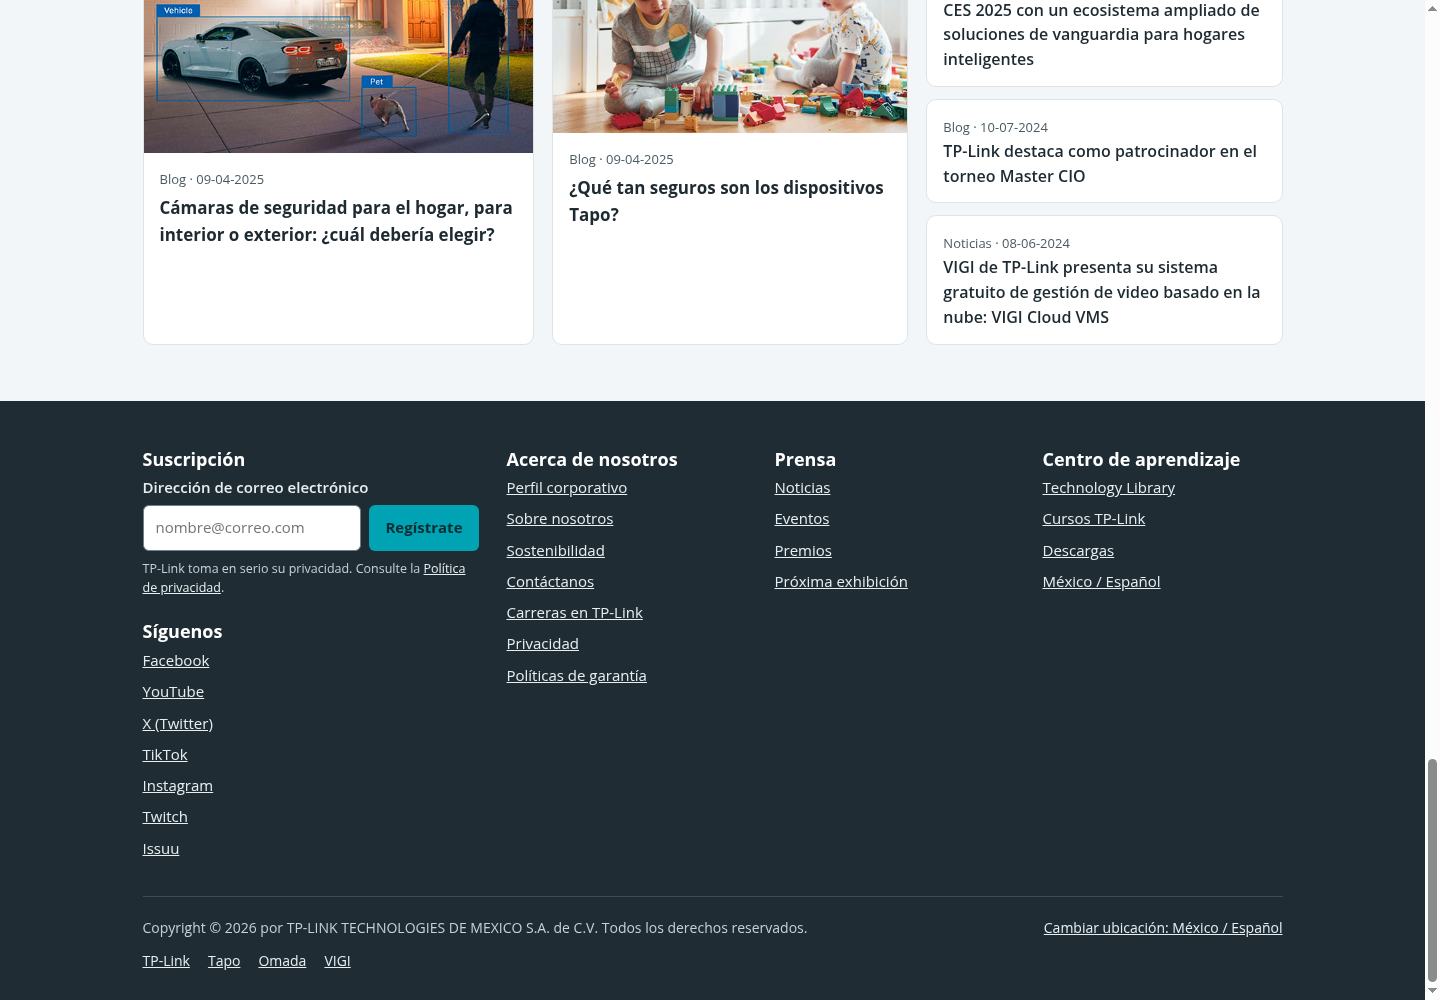 Vehicle
Pet
Blog · 09-04-2025
Cámaras de seguridad para el hogar, para
interior o exterior: ¿cuál debería elegir?
Blog · 09-04-2025
¿Qué tan seguros son los dispositivos
Tapo?
CES 2025 con un ecosistema ampliado de
soluciones de vanguardia para hogares
inteligentes
Blog · 10-07-2024
TP-Link destaca como patrocinador en el
torneo Master CIO
Noticias · 08-06-2024
VIGI de TP-Link presenta su sistema
gratuito de gestión de video basado en la
nube: VIGI Cloud VMS
Suscripción
Dirección de correo electrónico
nombre@correo.com
Regístrate
TP-Link toma en serio su privacidad. Consulte la Política
de privacidad.
Síguenos
Facebook
YouTube
X (Twitter)
TikTok
Instagram
Twitch
Issuu
Acerca de nosotros
Perfil corporativo
Sobre nosotros
Sostenibilidad
Contáctanos
Carreras en TP-Link
Privacidad
Políticas de garantía
Prensa
Noticias
Eventos
Premios
Próxima exhibición
Centro de aprendizaje
Technology Library
Cursos TP-Link
Descargas
México / Español
Copyright © 2026 por TP-LINK TECHNOLOGIES DE MEXICO S.A. de C.V. Todos los derechos reservados.
Cambiar ubicación: México / Español
TP-Link Tapo Omada VIGI